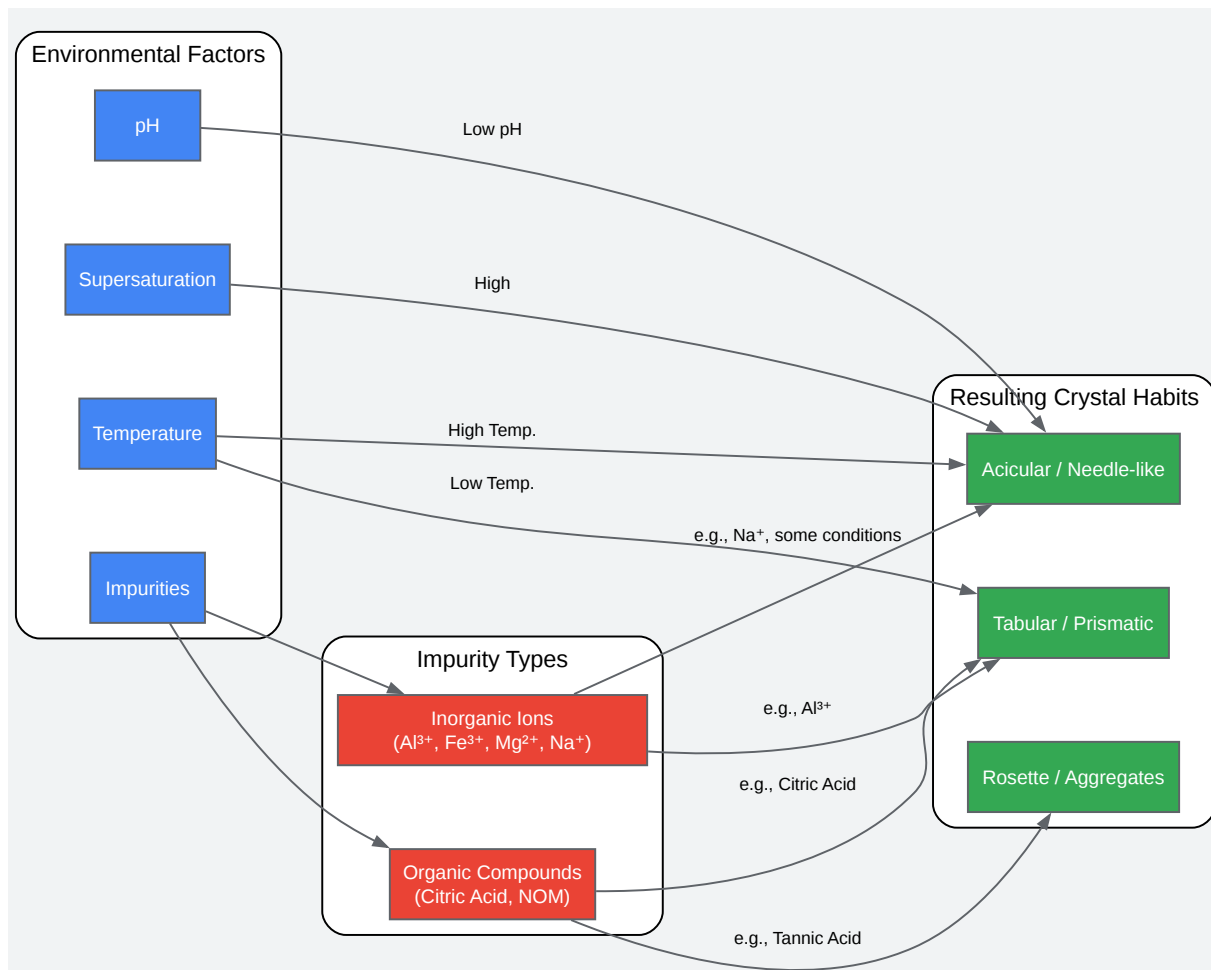 Environmental Factors
pH
Low pH
Supersaturation
High
Temperature
High Temp.
Low Temp.
Impurities
Impurity Types
Inorganic Ions
(Al³⁺, Fe³⁺, Mg²⁺, Na⁺)
Organic Compounds
(Citric Acid, NOM)
e.g., Na⁺, some conditions
e.g., Al³⁺
e.g., Citric Acid
e.g., Tannic Acid
Resulting Crystal Habits
Acicular / Needle-like
Tabular / Prismatic
Rosette / Aggregates